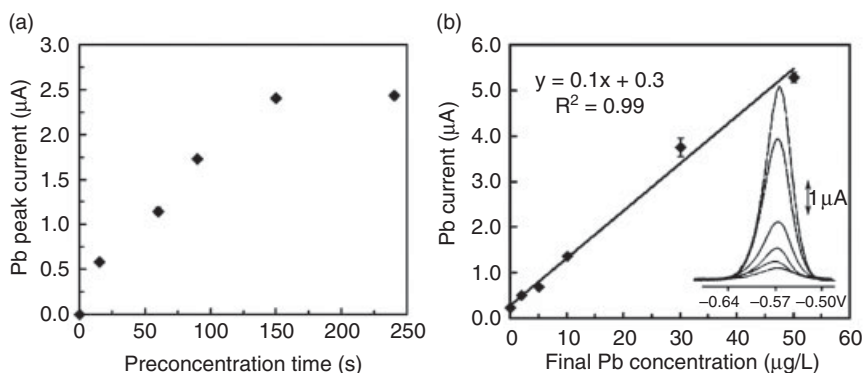 (a)
3.0
2.5
2.0
1.5
1.0
0.5
0.0
0
50
100
150
200
250
Pb peak current (μA)
Preconcentration time (s)
(b)
6.0
5.0
4.0
3.0
2.0
1.0
0.0
0
10
20
30
40
50
60
Pb current (μA)
Final Pb concentration (μg/L)
y = 0.1x + 0.3
R² = 0.99
1μA
−0.64
−0.57
−0.50V